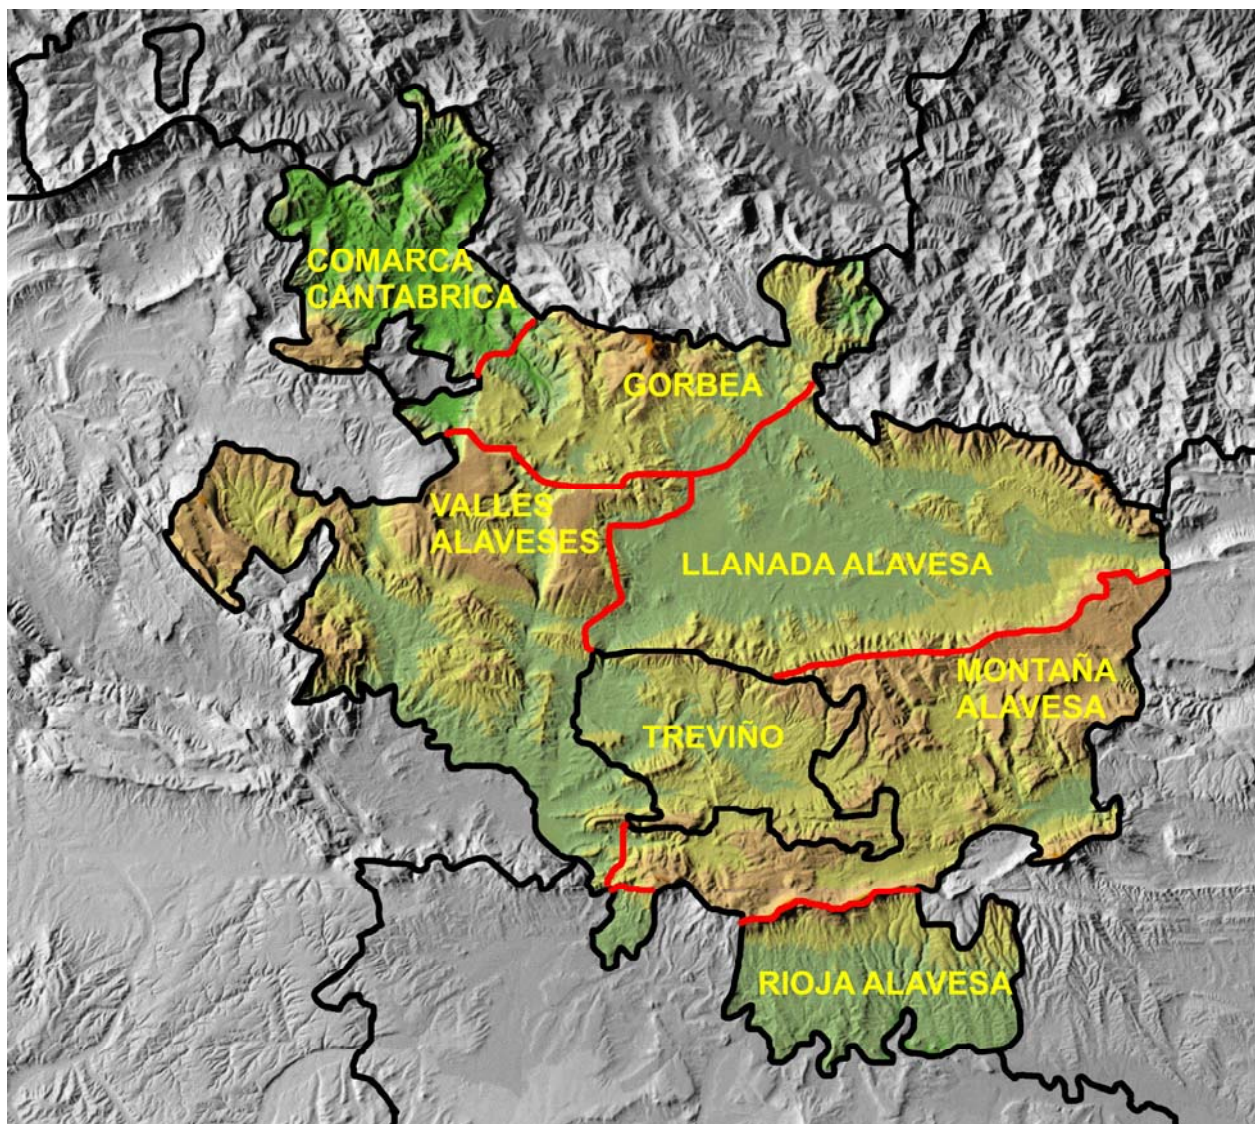 COMARCA
CANTABRICA
GORBEA
VALLES
ALAVESES
LLANADA ALAVESA
MONTAÑA
ALAVESA
TREVIÑO
RIOJA ALAVESA